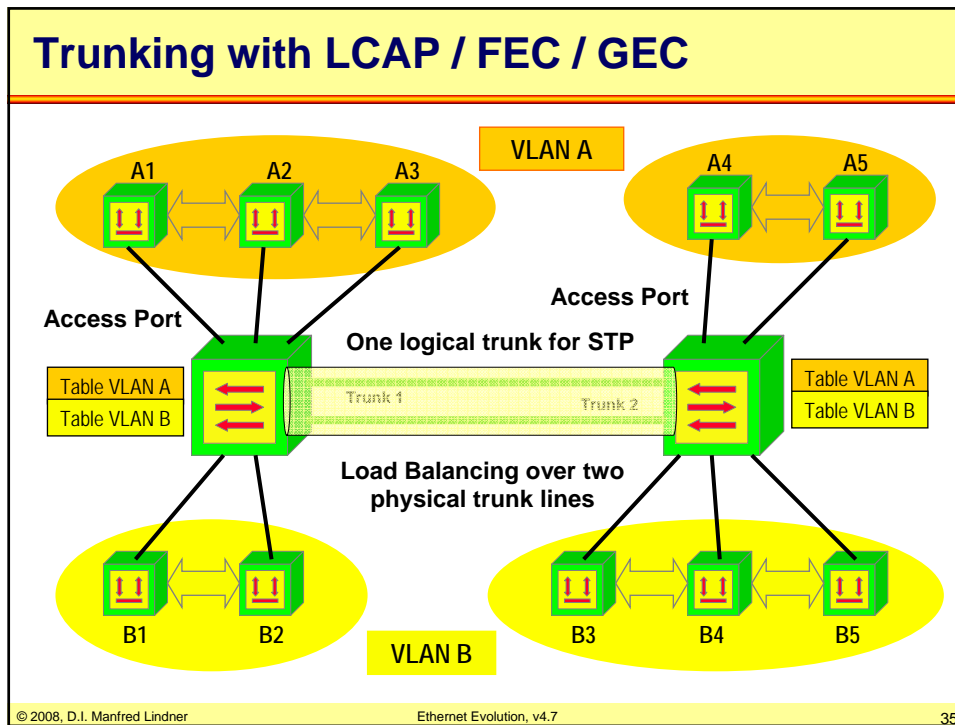 Trunking with LCAP / FEC / GEC
VLAN A
A1 A2 A3
A4 A5
Access Port
Access Port
One logical trunk for STP
Table VLAN A
Table VLAN B
Trunk 1
Trunk 2
Table VLAN A
Table VLAN B
Load Balancing over two
physical trunk lines
B1 B2
B3 B4 B5
VLAN B
© 2008, D.I. Manfred Lindner
Ethernet Evolution, v4.7
35